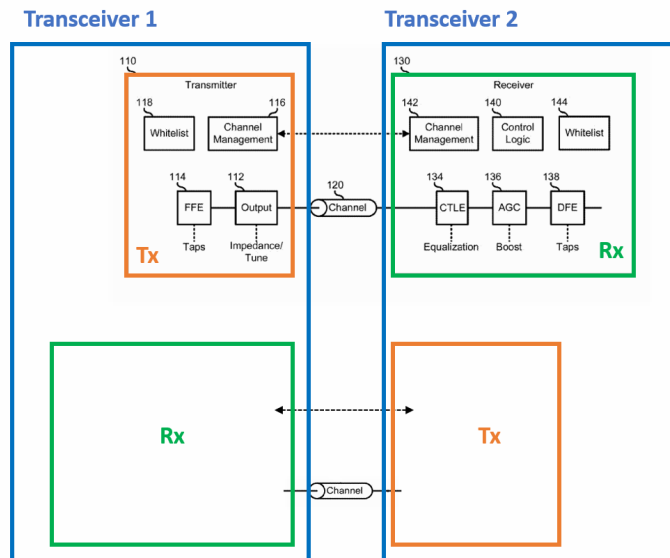 Transceiver 1
Transceiver 2
110
Transmitter
118
116
Whitelist
Channel
Management
114
112
FFE
Output
Taps
Impedance/
Tune
Tx
120
Channel
130
Receiver
142
140
144
Channel
Management
Control
Logic
Whitelist
134
136
138
CTLE
AGC
DFE
Equalization
Boost
Taps
Rx
Rx
Tx
Channel